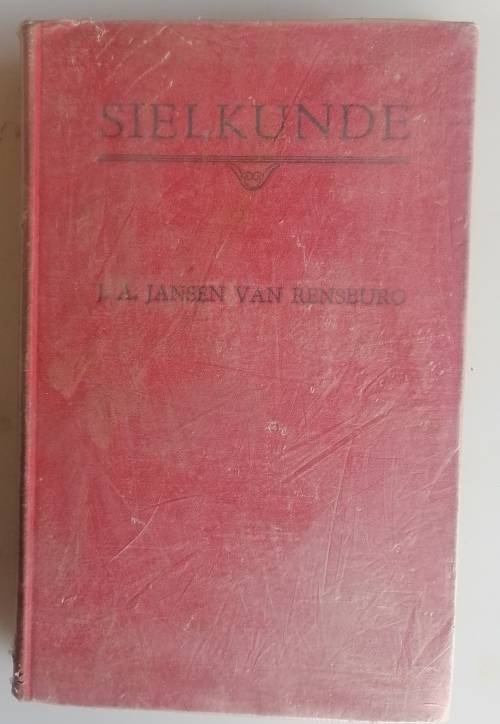 SIELKUNDE
J. A. JANSEN VAN RENSBURG